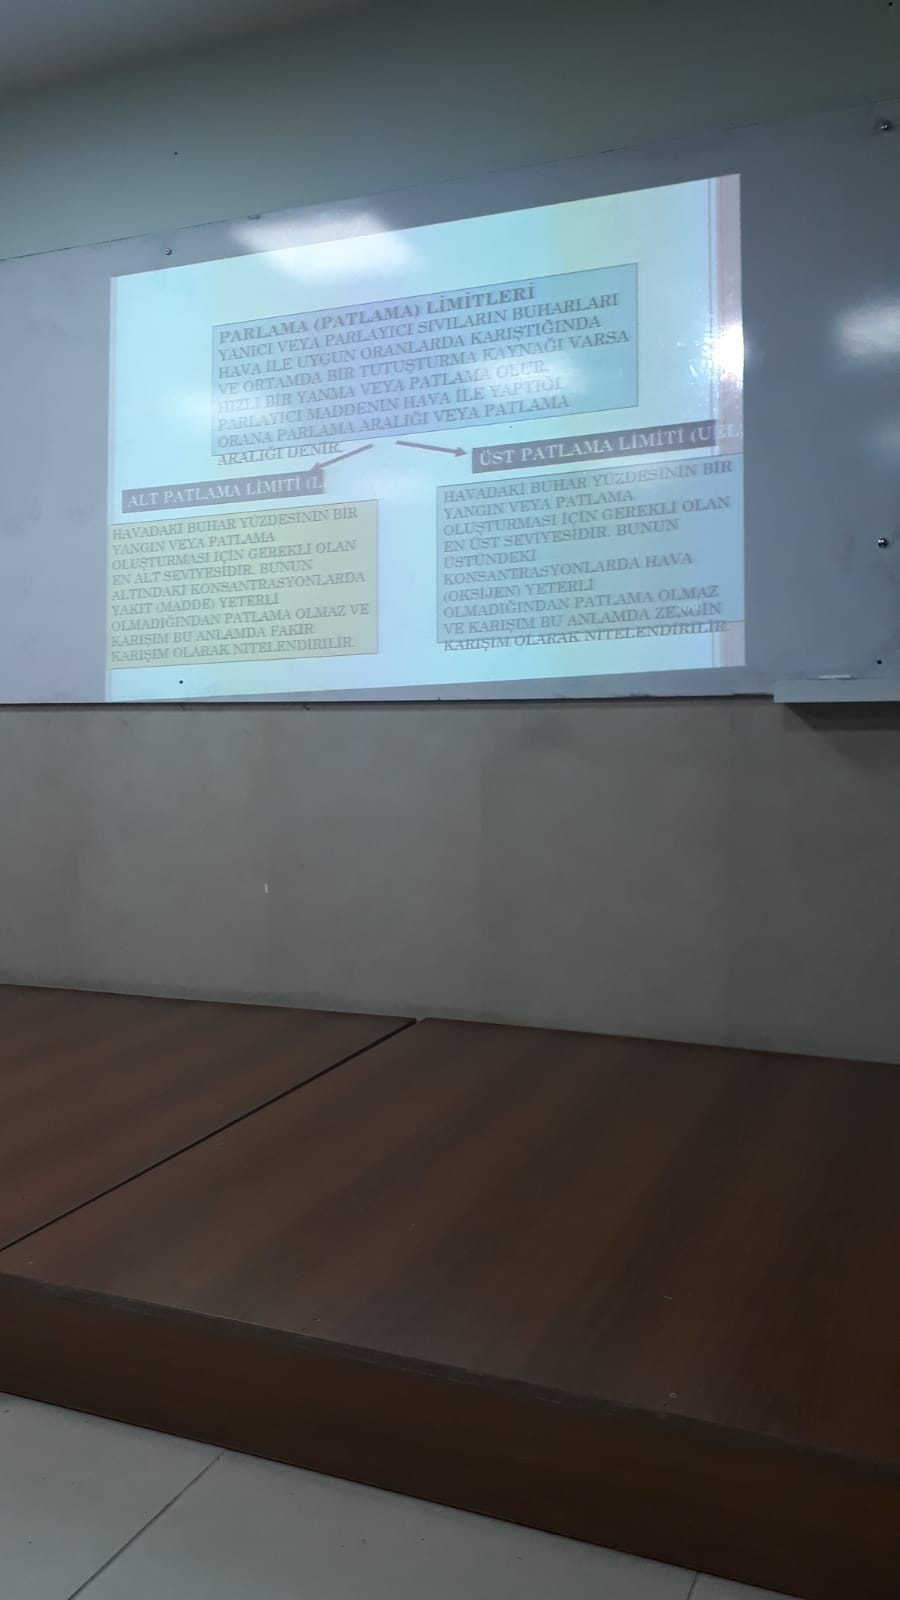 PARLAMA (PATLAMA) LİMİTLERİ
YANICI VEYA PARLAYICI SIVILARIN BUHARLARI
HAVA İLE UYGUN ORANLARDA KARIŞTIĞINDA
VE ORTAMDA BİR TUTUŞTURMA KAYNAĞI VARSA
HIZLI BİR YANMA VEYA PATLAMA OLUR.
PARLAYICI MADDENİN HAVA İLE YAPTIĞI
ORANA PARLAMA ARALIĞI VEYA PATLAMA
ARALIĞI DENİR.
ALT PATLAMA LİMİTİ (L
HAVADAKİ BUHAR YÜZDESİNİN BİR
YANGIN VEYA PATLAMA
OLUŞTURMASI İÇİN GEREKLİ OLAN
EN ALT SEVİYESİDİR. BUNUN
ALTINDAKİ KONSANTRASYONLARDA
YAKIT (MADDE) YETERLİ
OLMADIĞINDAN PATLAMA OLMAZ VE
KARIŞIM BU ANLAMDA FAKİR
KARIŞIM OLARAK NİTELENDİRİLİR.
ÜST PATLAMA LİMİTİ (UEL)
HAVADAKİ BUHAR YÜZDESİNİN BİR
YANGIN VEYA PATLAMA
OLUŞTURMASI İÇİN GEREKLİ OLAN
EN ÜST SEVİYESİDİR. BUNUN
ÜSTÜNDEKİ
KONSANTRASYONLARDA HAVA
(OKSİJEN) YETERLİ
OLMADIĞINDAN PATLAMA OLMAZ
VE KARIŞIM BU ANLAMDA ZENGİN
KARIŞIM OLARAK NİTELENDİRİLİR.